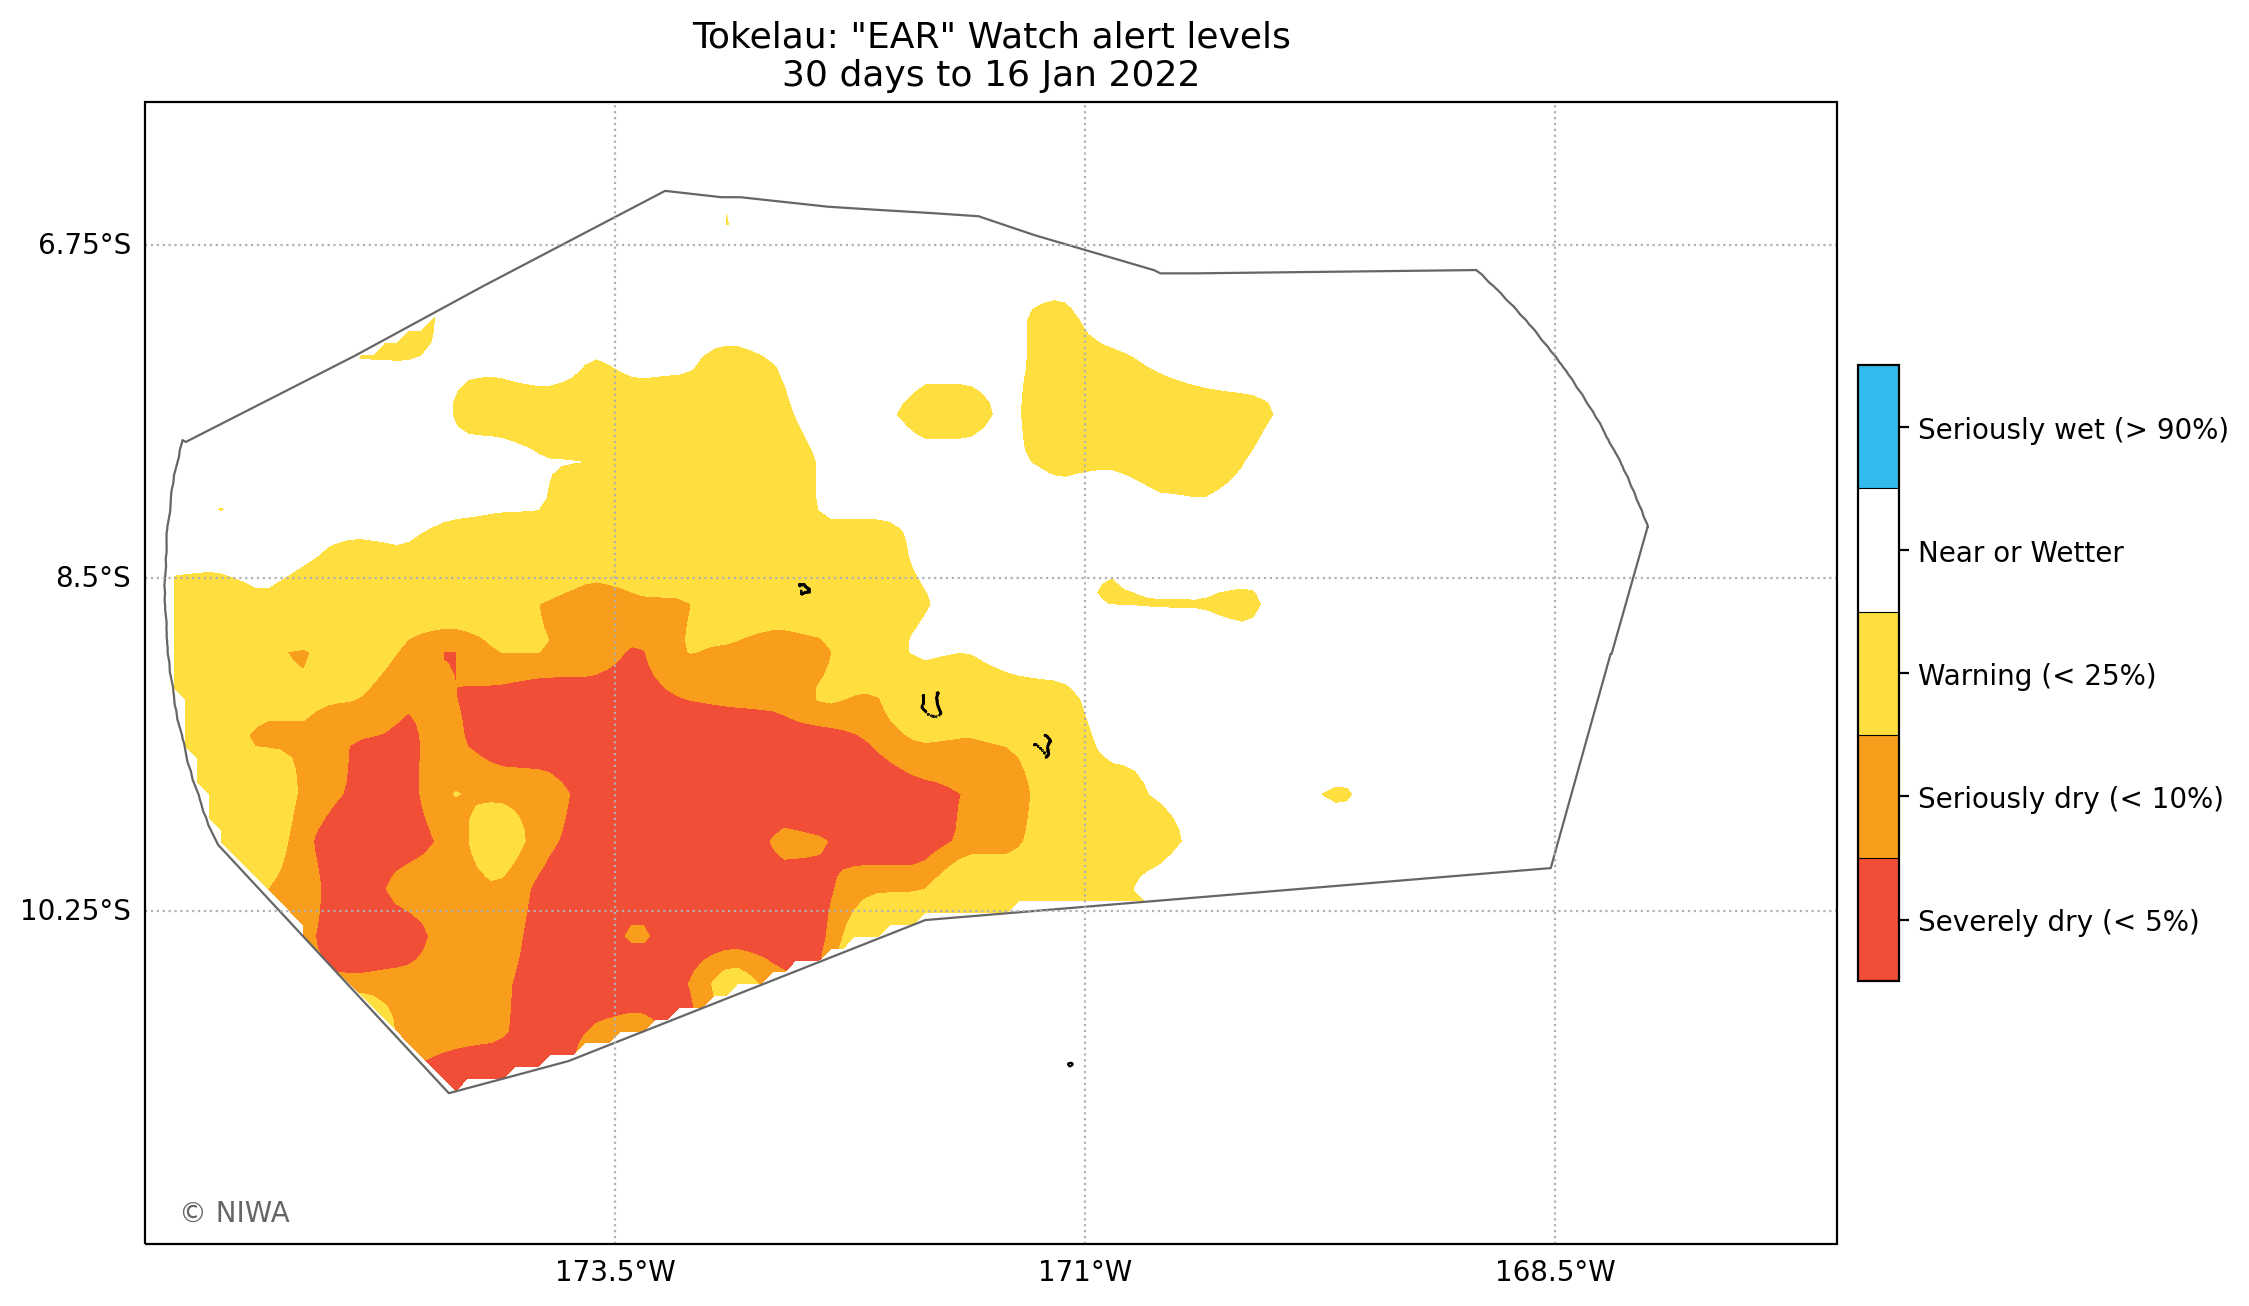 Tokelau: "EAR" Watch alert levels
30 days to 16 Jan 2022
6.75°S
8.5°S
10.25°S
173.5°W
171°W
168.5°W
Seriously wet (> 90%)
Near or Wetter
Warning (< 25%)
Seriously dry (< 10%)
Severely dry (< 5%)
© NIWA